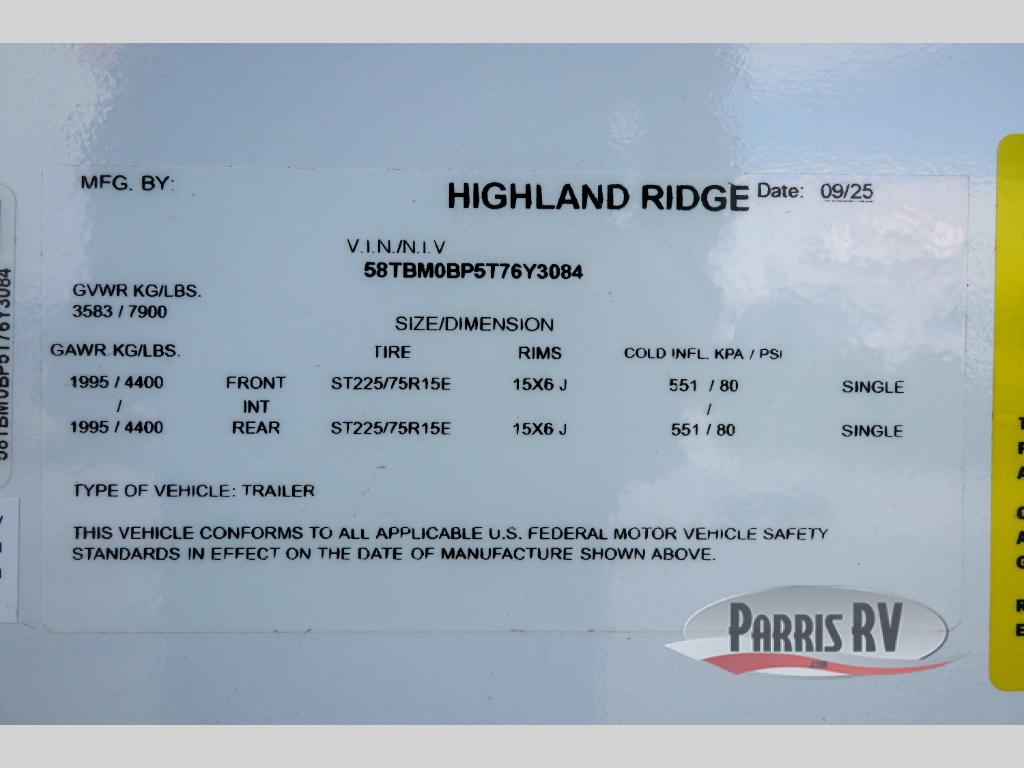 MFG. BY: HIGHLAND RIDGE Date: 09/25
V.I.N./N.I.V
58TBM0BP5T76Y3084
GVWR KG/LBS.
3583 / 7900
SIZE/DIMENSION
GAWR KG/LBS. TIRE RIMS COLD INFL. KPA / PSI
1995 / 4400 FRONT ST225/75R15E 15X6 J 551 / 80 SINGLE
/ INT /
1995 / 4400 REAR ST225/75R15E 15X6 J 551 / 80 SINGLE
TYPE OF VEHICLE: TRAILER
THIS VEHICLE CONFORMS TO ALL APPLICABLE U.S. FEDERAL MOTOR VEHICLE SAFETY
STANDARDS IN EFFECT ON THE DATE OF MANUFACTURE SHOWN ABOVE.
58TBM0BP5T76Y3084
PARRIS RV
.com